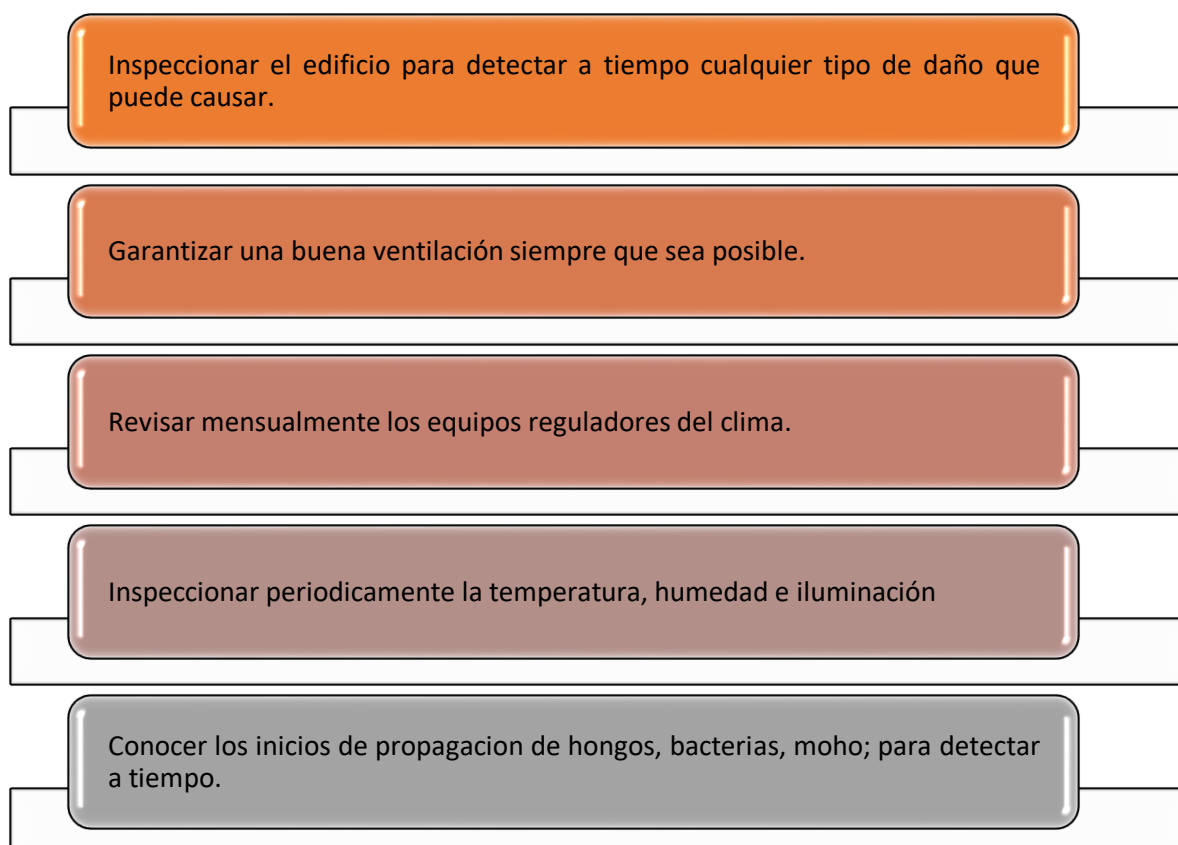 Inspeccionar el edificio para detectar a tiempo cualquier tipo de daño que
puede causar.
Garantizar una buena ventilación siempre que sea posible.
Revisar mensualmente los equipos reguladores del clima.
Inspeccionar periodicamente la temperatura, humedad e iluminación
Conocer los inicios de propagacion de hongos, bacterias, moho; para detectar
a tiempo.